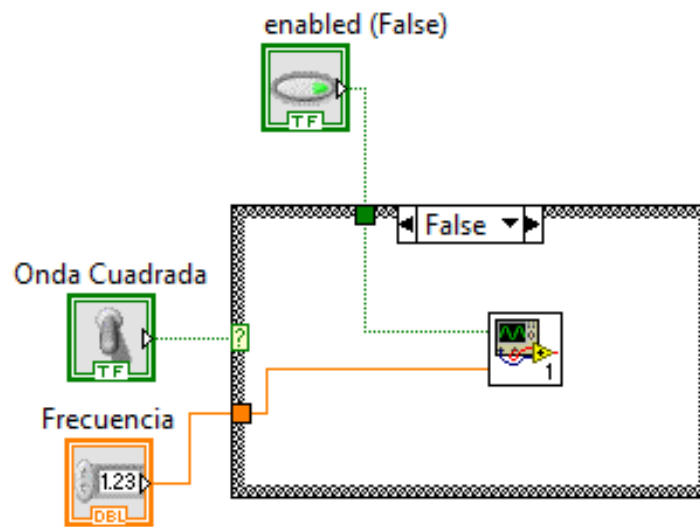 enabled (False)
TF
False
Onda Cuadrada
TF
?
1
Frecuencia
1.23
DBL